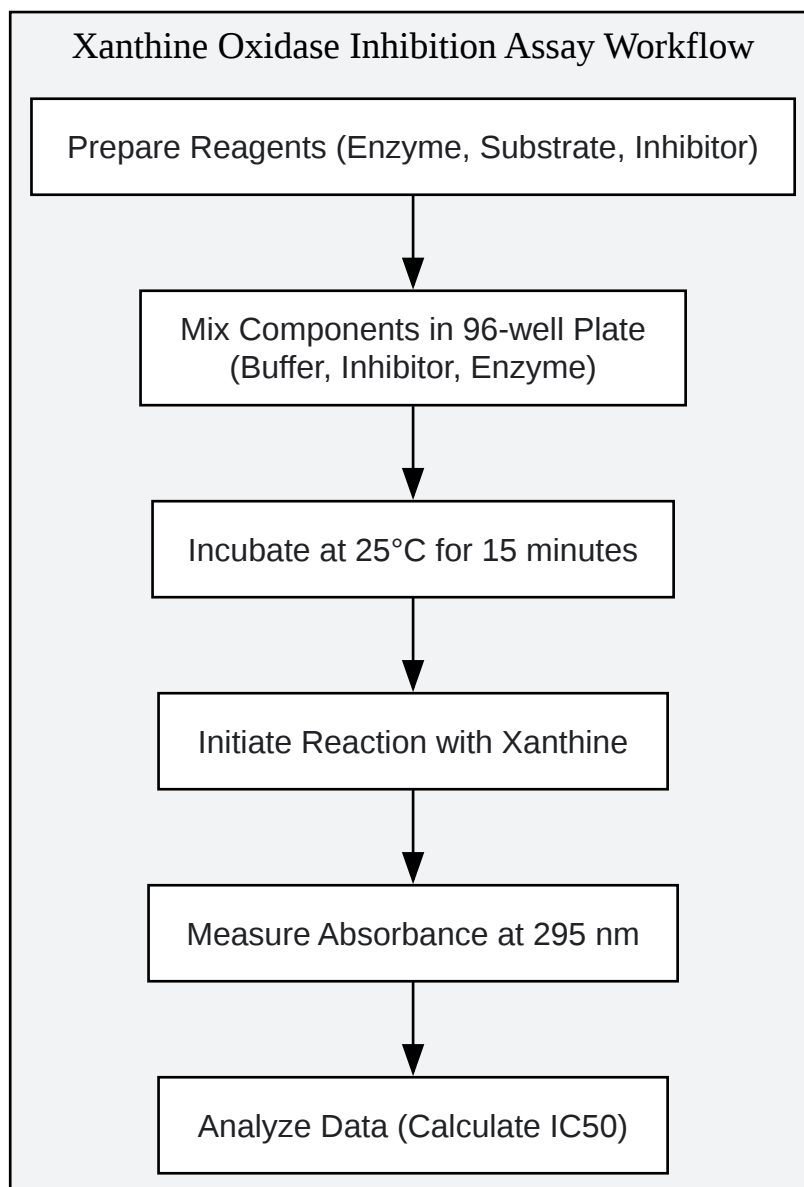 Xanthine Oxidase Inhibition Assay Workflow
Prepare Reagents (Enzyme, Substrate, Inhibitor)
Mix Components in 96-well Plate
(Buffer, Inhibitor, Enzyme)
Incubate at 25°C for 15 minutes
Initiate Reaction with Xanthine
Measure Absorbance at 295 nm
Analyze Data (Calculate IC50)